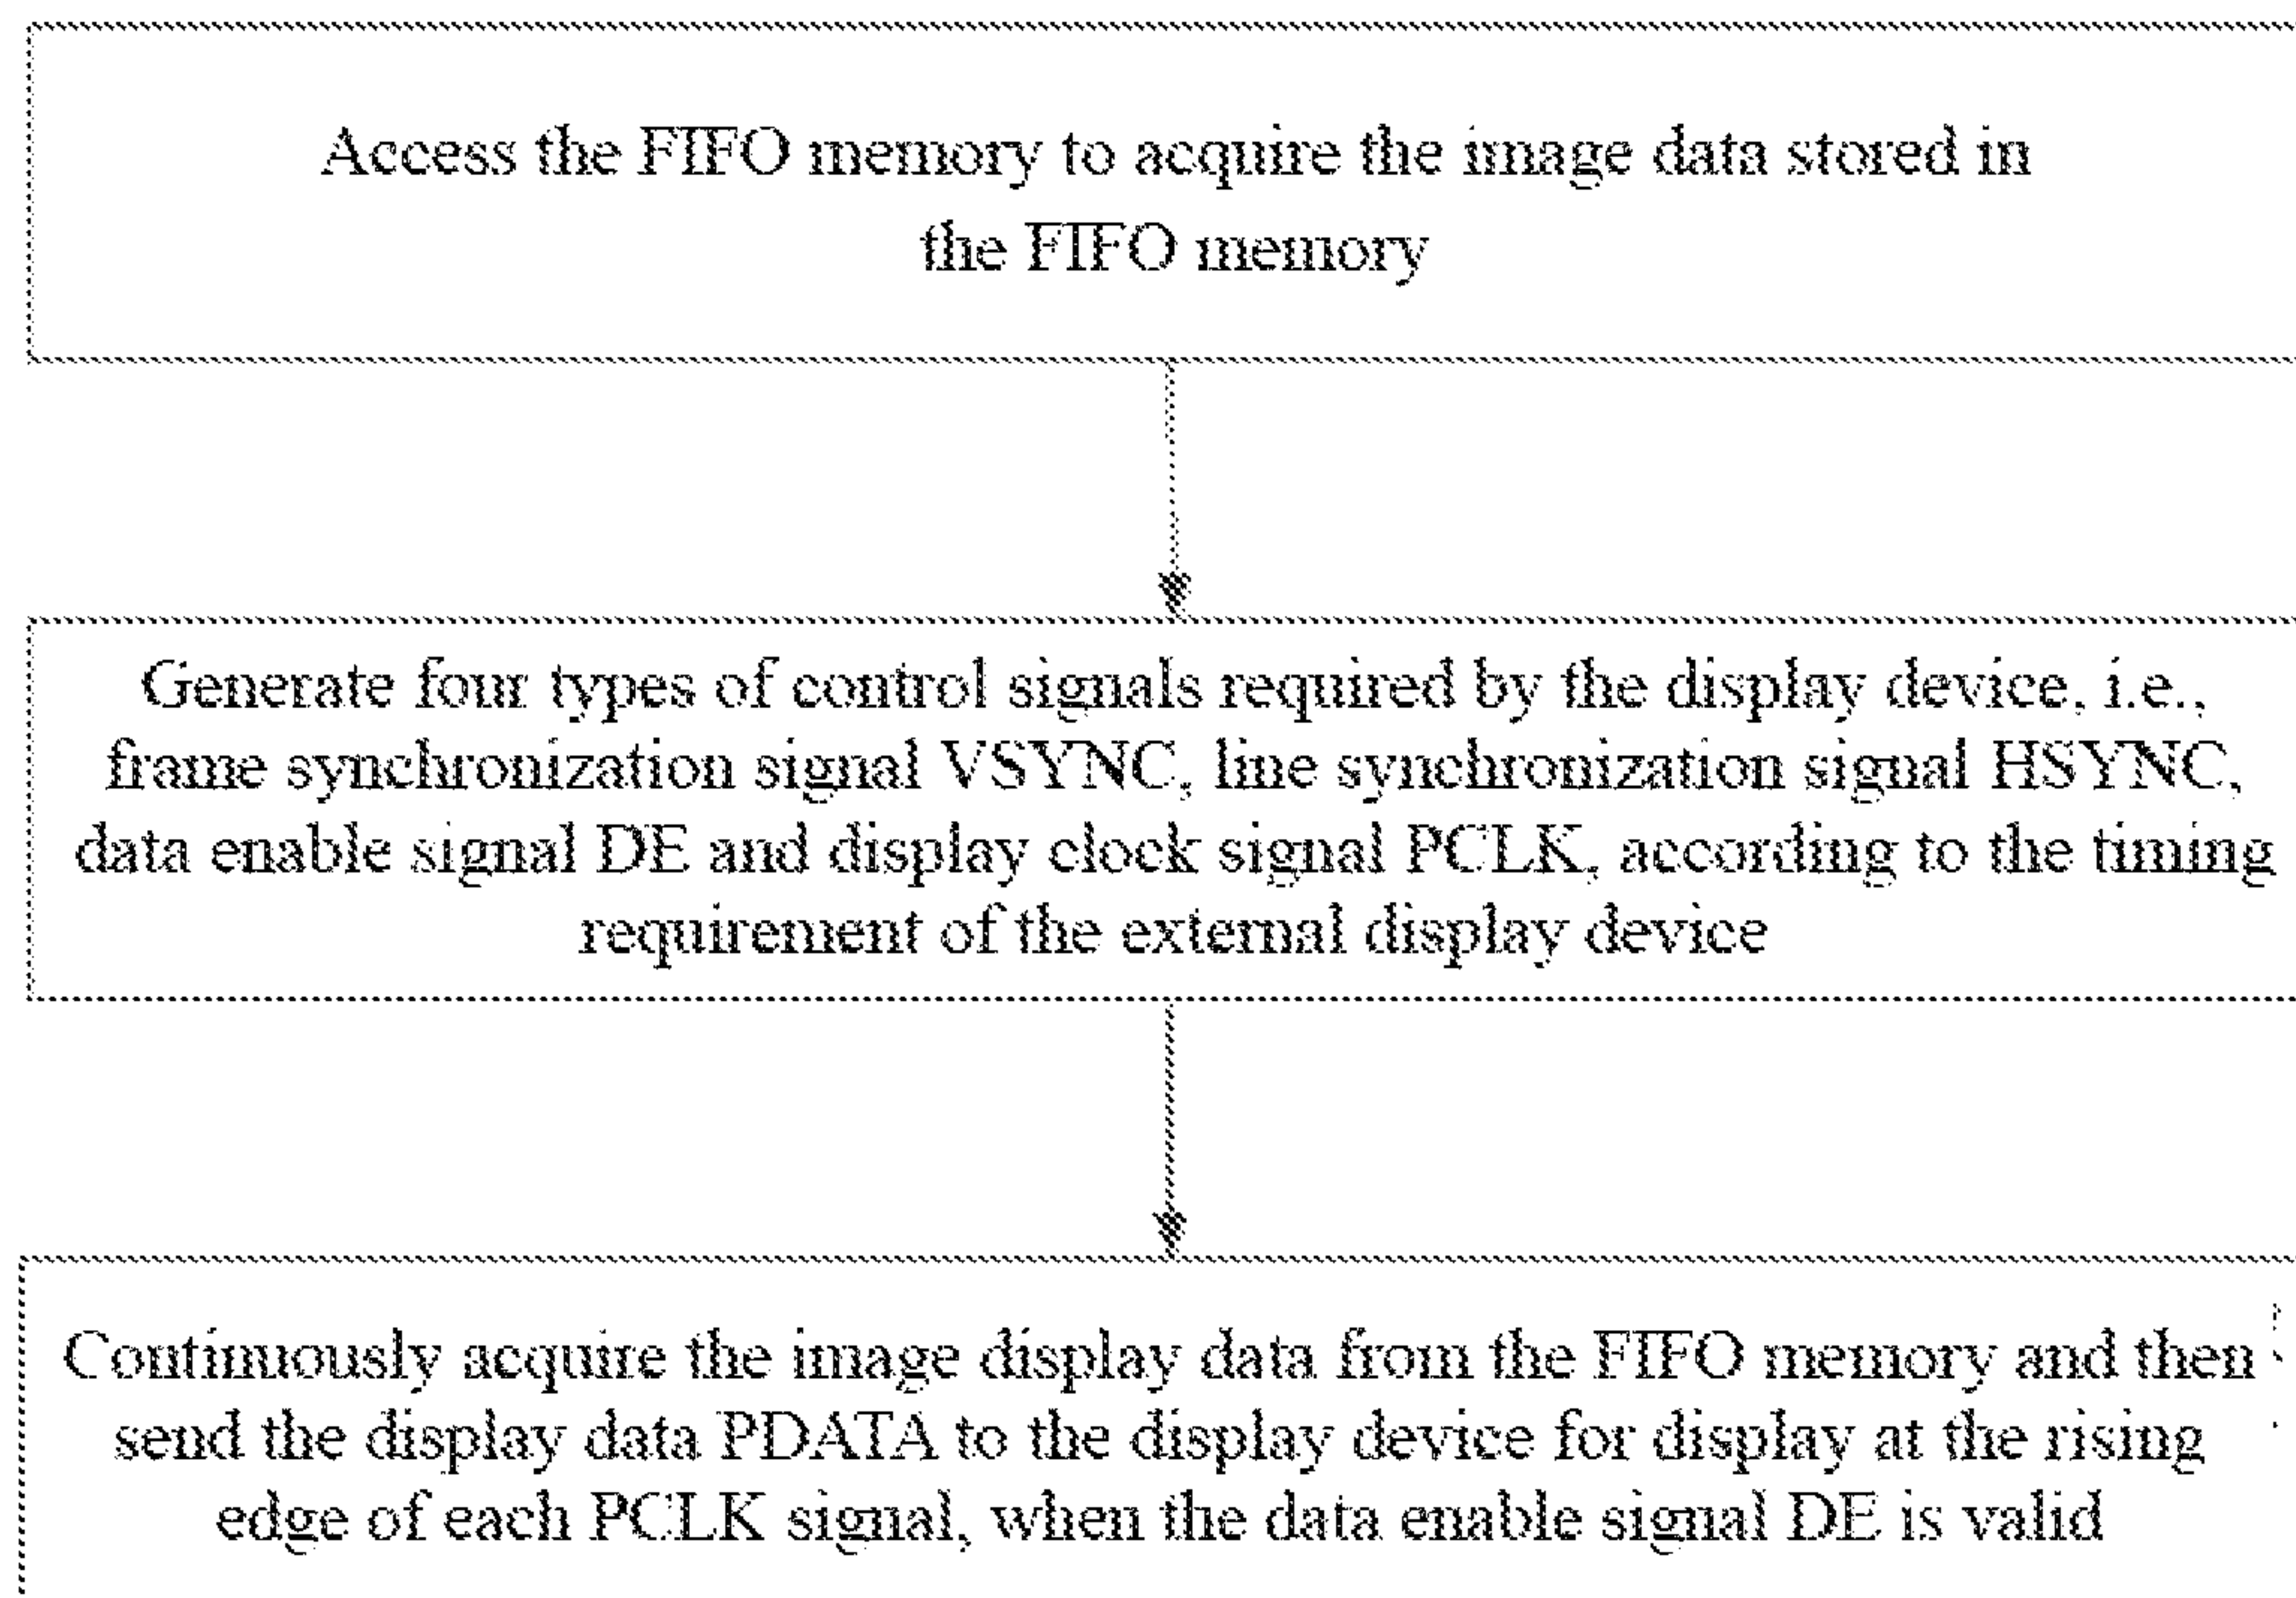 Access the FIFO memory to acquire the image data stored in
the FIFO memory
Generate four types of control signals required by the display device, i.e.,
frame synchronization signal VSYNC, line synchronization signal HSYNC,
data enable signal DE and display clock signal PCLK, according to the timing
requirement of the external display device
Continuously acquire the image display data from the FIFO memory and then
send the display data PDATA to the display device for display at the rising
edge of each PCLK signal, when the data enable signal DE is valid